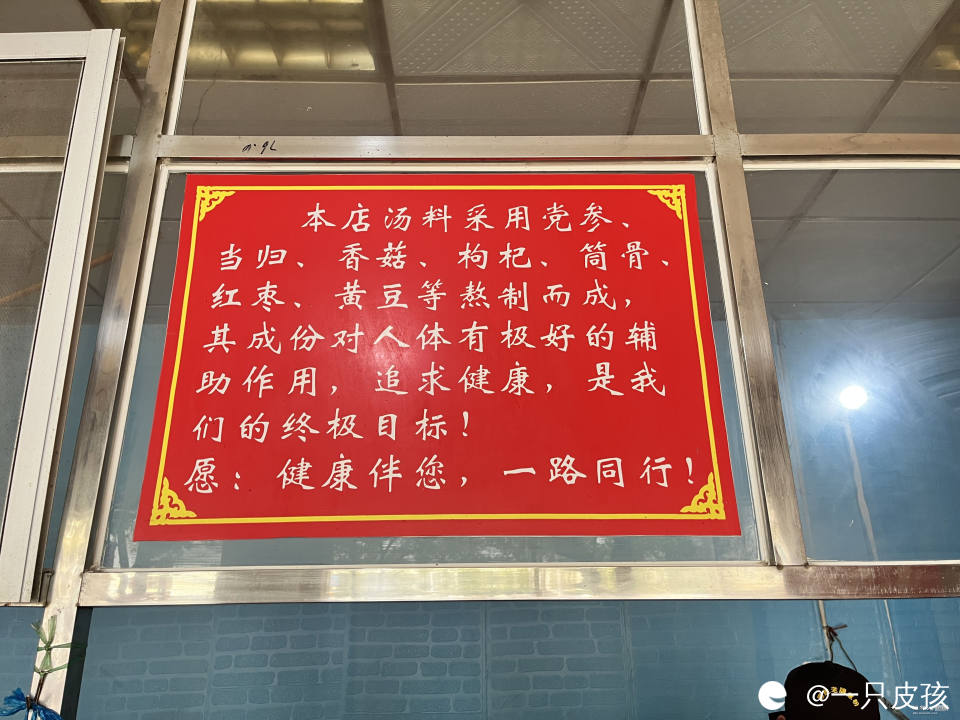 本店汤料采用党参、
当归、香菇、枸杞、筒骨、
红枣、黄豆等熬制而成，
其成份对人体有极好的辅
助作用，追求健康，是我
们的终极目标！
愿：健康伴您，一路同行！
@一只皮孩